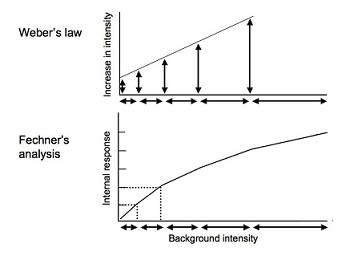 Weber's law
Increase in intensity
Fechner's
analysis
Internal response
Background intensity